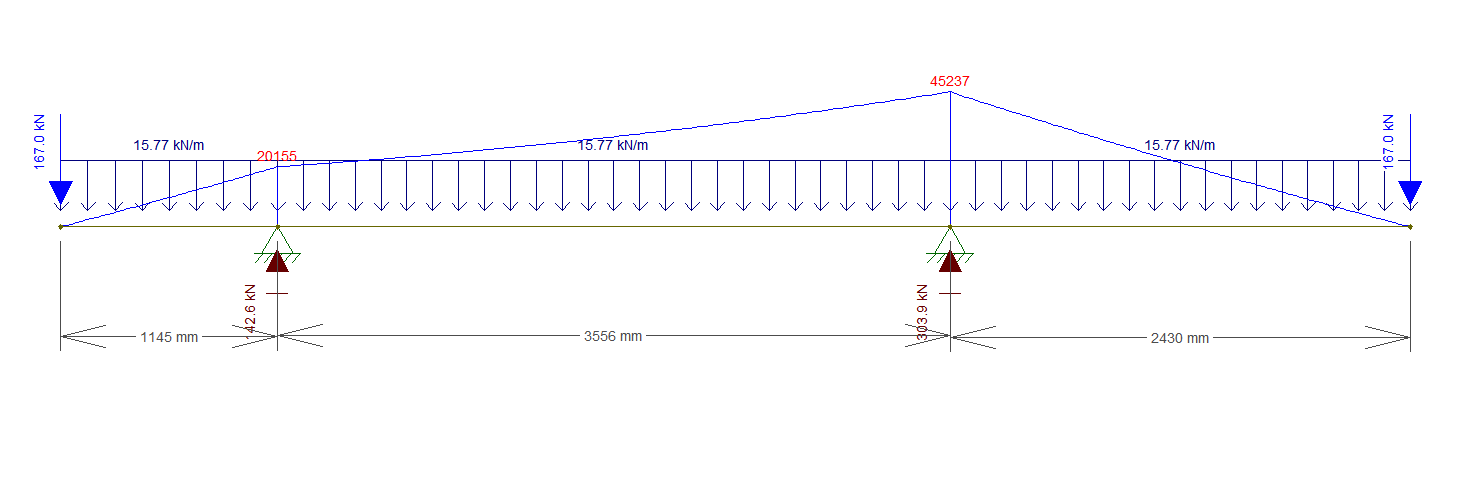 45237
167.0 kN
15.77 kN/m
20155
15.77 kN/m
15.77 kN/m
167.0 kN
142.6 kN
303.9 kN
1145 mm
3556 mm
2430 mm